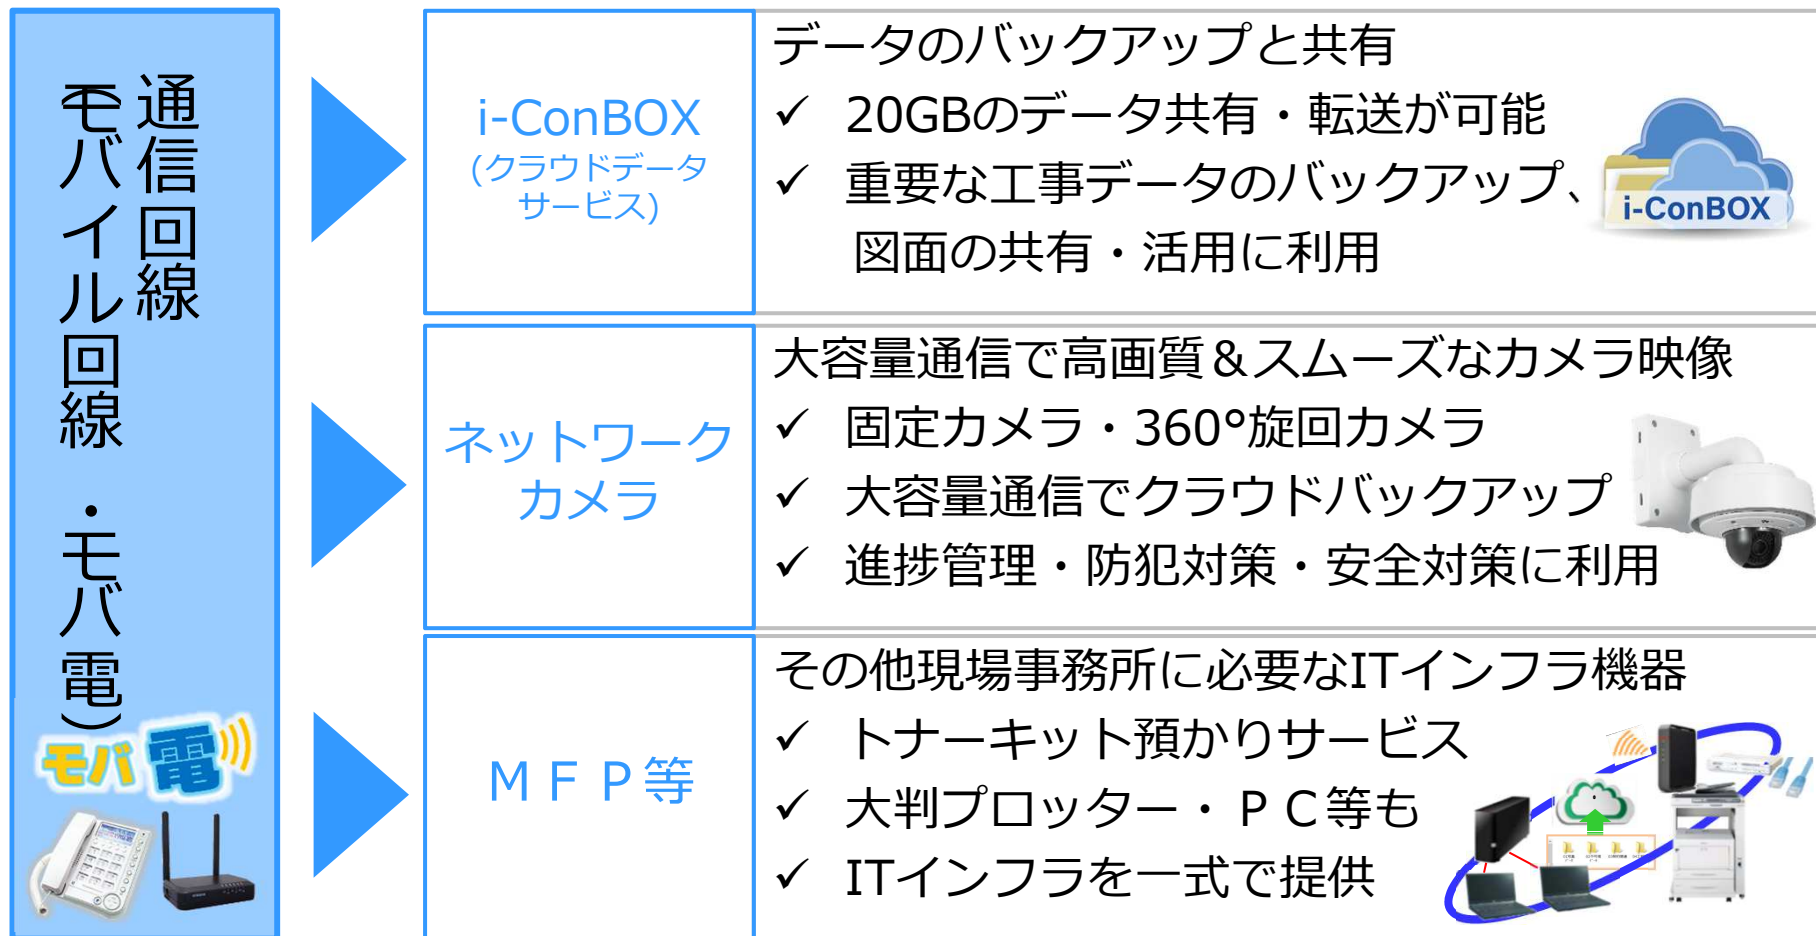 通信回線
(モバイル回線 ・モバ電)
モバ電
i-ConBOX
(クラウドデータ
サービス)
データのバックアップと共有
✓ 20GBのデータ共有・転送が可能
✓ 重要な工事データのバックアップ、
図面の共有・活用に利用
i-ConBOX
ネットワーク
カメラ
大容量通信で高画質＆スムーズなカメラ映像
✓ 固定カメラ・360°旋回カメラ
✓ 大容量通信でクラウドバックアップ
✓ 進捗管理・防犯対策・安全対策に利用
ＭＦＰ等
その他現場事務所に必要なITインフラ機器
✓ トナーキット預かりサービス
✓ 大判プロッター・ＰＣ等も
✓ ITインフラを一式で提供